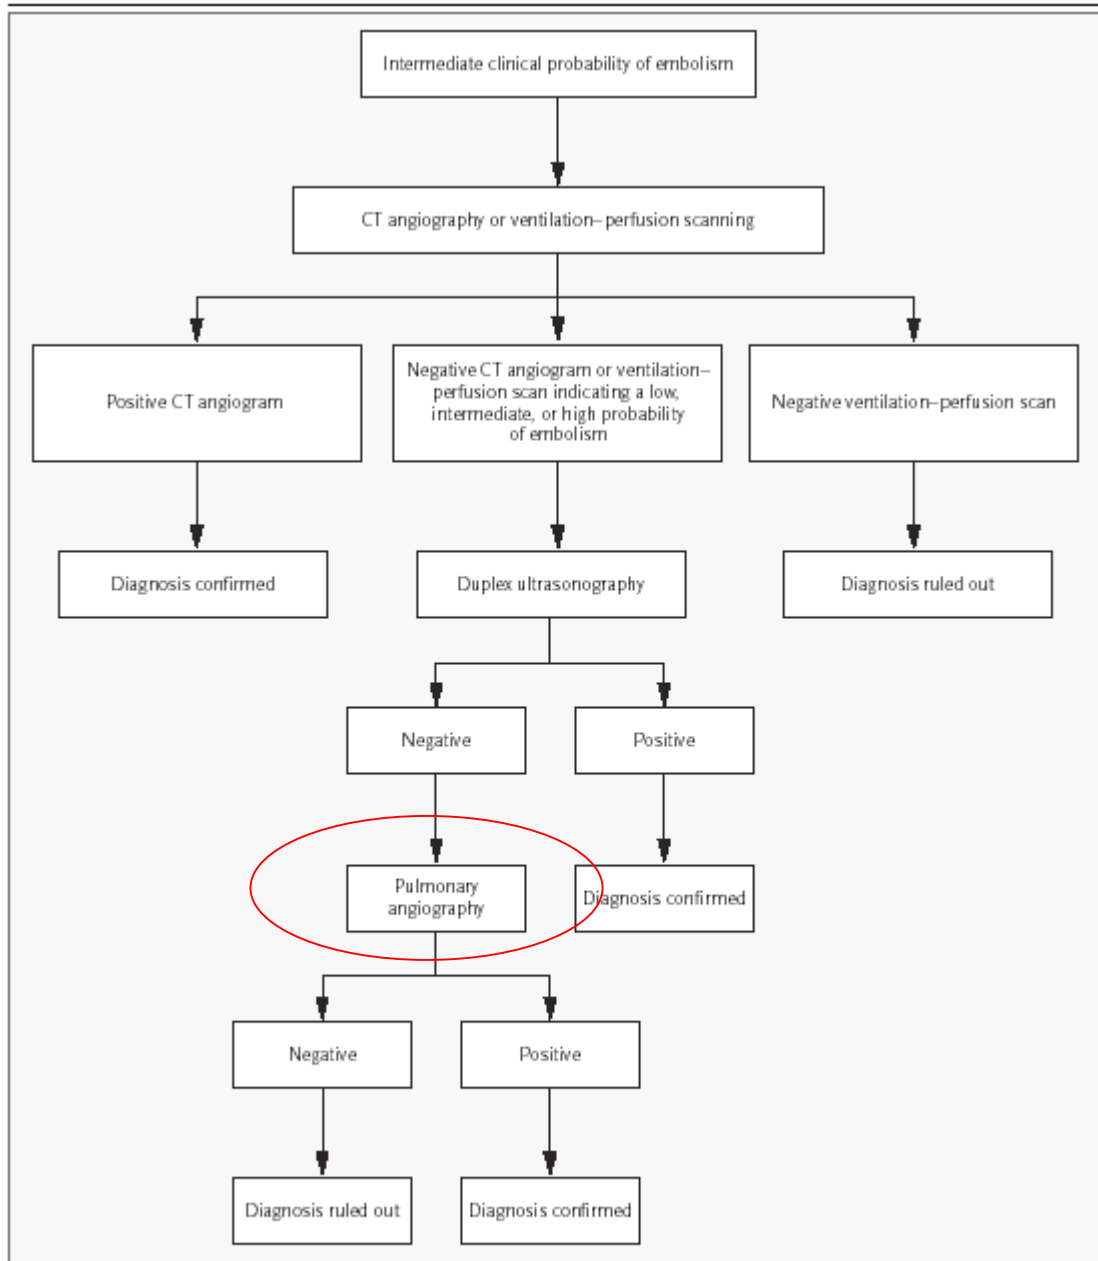 Intermediate clinical probability of embolism
CT angiography or ventilation–perfusion scanning
Positive CT angiogram
Negative CT angiogram or ventilation–
perfusion scan indicating a low,
intermediate, or high probability
of embolism
Negative ventilation–perfusion scan
Diagnosis confirmed
Duplex ultrasonography
Diagnosis ruled out
Negative
Positive
Pulmonary
angiography
Diagnosis confirmed
Negative
Positive
Diagnosis ruled out
Diagnosis confirmed